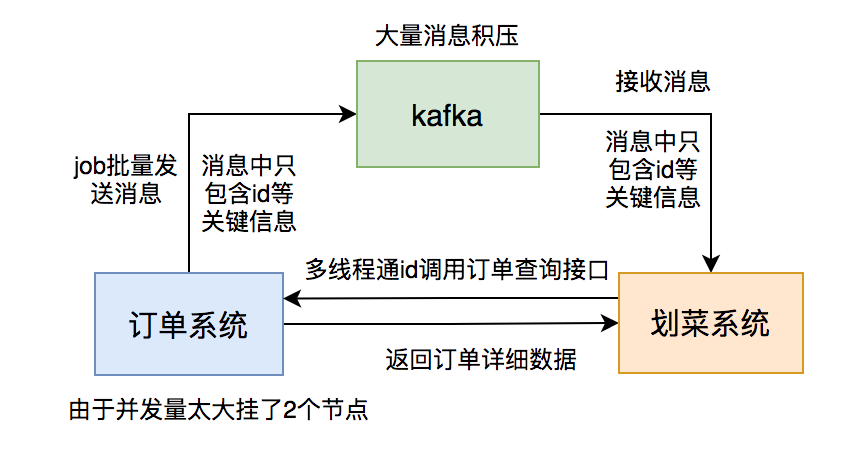 大量消息积压
kafka
接收消息
job批量发
送消息
消息中只
包含id等
关键信息
消息中只
包含id等
关键信息
多线程通id调用订单查询接口
订单系统
划菜系统
返回订单详细数据
由于并发量太大挂了2个节点